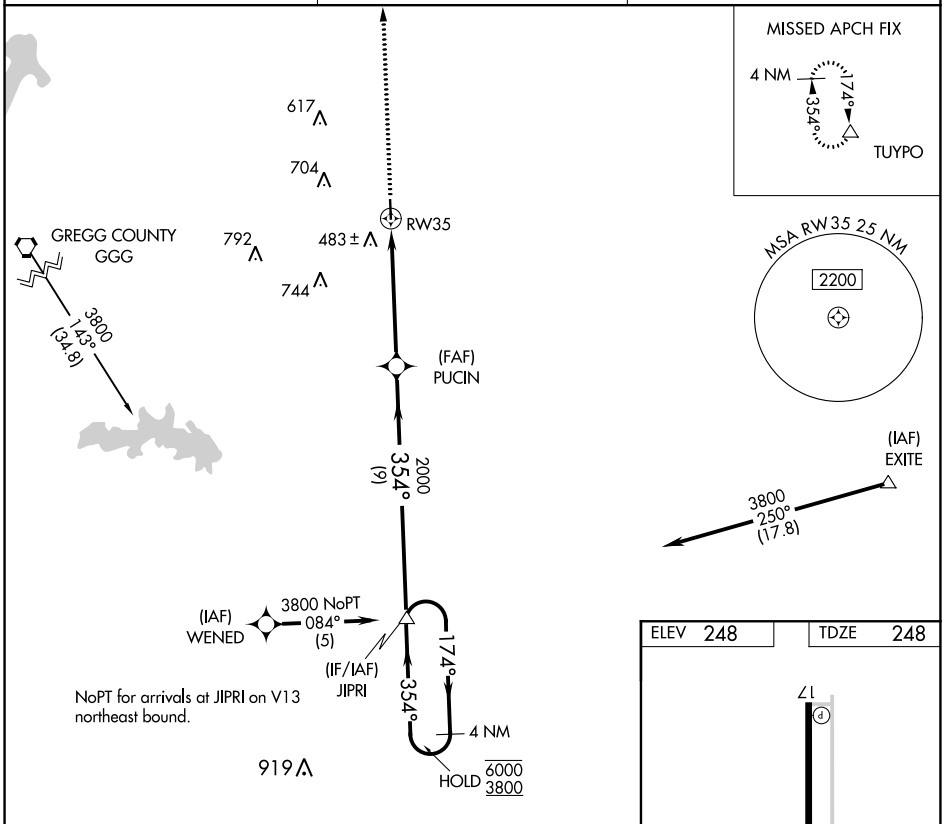 MISSED APCH FIX
4 NM
174°
354°
TUYPO
617
704
RW35
GREGG COUNTY
GGG
792
483 ±
744
MSA RW35 25 NM
2200
3800
143°
(34.8)
(FAF)
PUCIN
2000
354°
(9)
(IAF)
EXITE
3800
250°
(17.8)
(IAF)
WENED
3800 NoPT
084°
(5)
(IF/IAF)
JIPRI
174°
354°
4 NM
HOLD
6000
3800
NoPT for arrivals at JIPRI on V13
northeast bound.
919
ELEV 248
TDZE 248
17
P